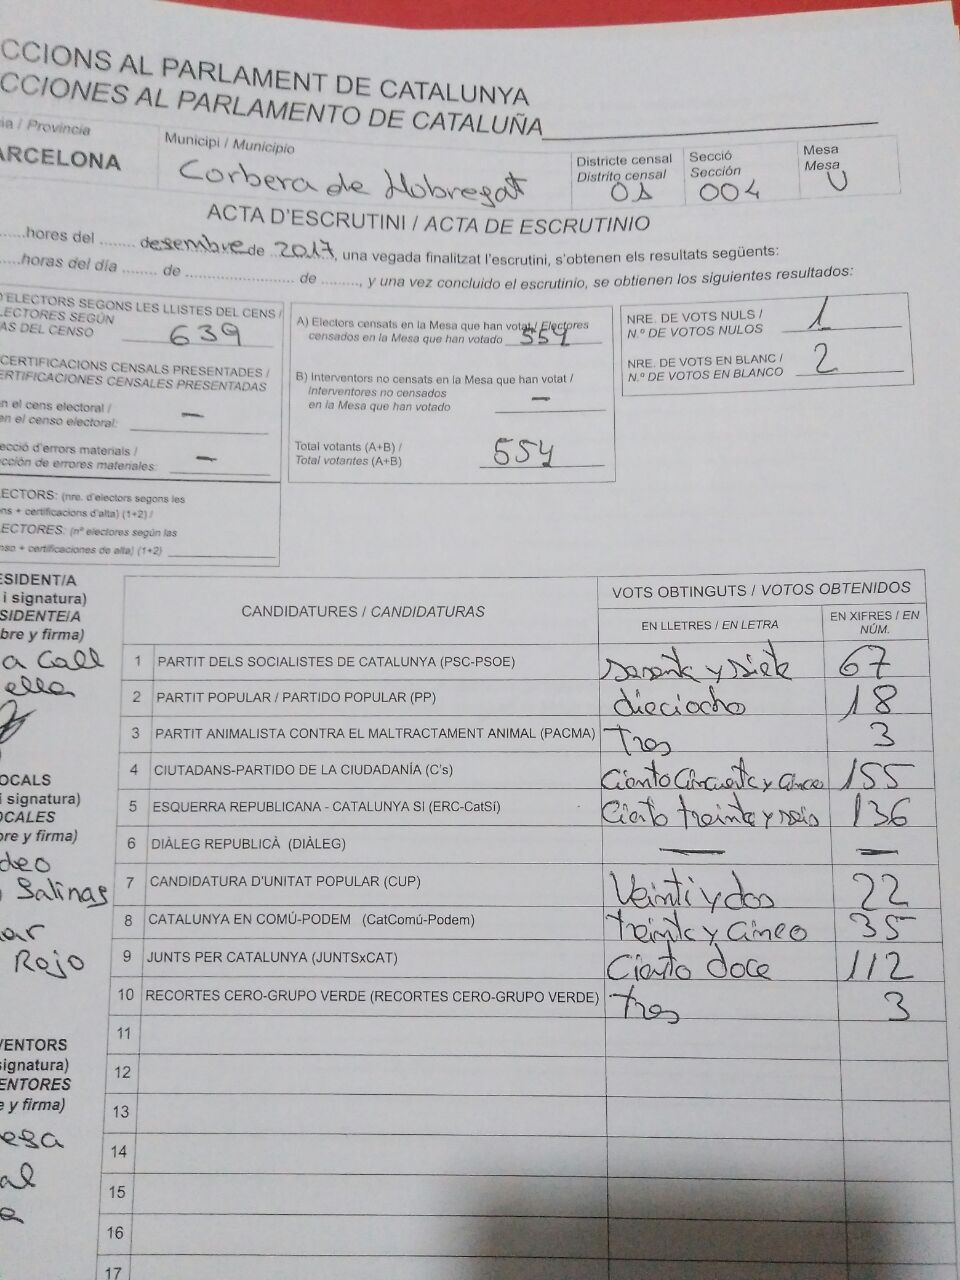 CCIONS AL PARLAMENT DE CATALUNYA
CCIONES AL PARLAMENTO DE CATALUÑA
ia / Provincia
ARCELONA
Municipi / Municipio
Corbera de Llobregat
Districte censal
Distrito censal
01
Secció
Sección
004
Mesa
Mesa
U
ACTA D'ESCRUTINI / ACTA DE ESCRUTINIO
......hores del ........ desembre de 2017, una vegada finalitzat l'escrutini, s'obtenen els resultats següents:
......horas del día ........ de ........................ de ........, y una vez concluido el escrutinio, se obtienen los siguientes resultados:
D'ELECTORS SEGONS LES LLISTES DEL CENS /
LECTORES SEGÚN
AS DEL CENSO 639
CERTIFICACIONS CENSALS PRESENTADES /
ERTIFICACIONES CENSALES PRESENTADAS
en el cens electoral /
en el censo electoral: —
ecció d'errors materials /
cción de errores materiales: —
ECTORS: (nre. d'electors segons les
ens + certificacions d'alta) (1+2) /
ECTORES: (nº electores según las
nso + certificaciones de alta) (1+2)
A) Electors censats en la Mesa que han votat / Electores
censados en la Mesa que han votado 554
B) Interventors no censats en la Mesa que han votat /
Interventores no censados
en la Mesa que han votado —
Total votants (A+B) /
Total votantes (A+B) 554
NRE. DE VOTS NULS /
N.º DE VOTOS NULOS 1
NRE. DE VOTS EN BLANC /
N.º DE VOTOS EN BLANCO 2
ESIDENT/A
i signatura)
SIDENTE/A
bre y firma)
a Call
ella
OCALS
i signatura)
OCALES
bre y firma)
deo
Salinas
ar
Rojo
VENTORS
signatura)
ENTORES
e y firma)
esa
al
a
CANDIDATURES / CANDIDATURAS
VOTS OBTINGUTS / VOTOS OBTENIDOS
EN LLETRES / EN LETRA
EN XIFRES / EN
NÚM.
1 PARTIT DELS SOCIALISTES DE CATALUNYA (PSC-PSOE) sesenta y siete 67
2 PARTIT POPULAR / PARTIDO POPULAR (PP) dieciocho 18
3 PARTIT ANIMALISTA CONTRA EL MALTRACTAMENT ANIMAL (PACMA) Tres 3
4 CIUTADANS-PARTIDO DE LA CIUDADANÍA (C's) Ciento Cincuenta y cinco 155
5 ESQUERRA REPUBLICANA - CATALUNYA SI (ERC-CatSí) Ciento treinta y seis 136
6 DIÀLEG REPUBLICÀ (DIÀLEG) — —
7 CANDIDATURA D'UNITAT POPULAR (CUP) Veinti y dos 22
8 CATALUNYA EN COMÚ-PODEM (CatComú-Podem) treinta y cinco 35
9 JUNTS PER CATALUNYA (JUNTSxCAT) Ciento doce 112
10 RECORTES CERO-GRUPO VERDE (RECORTES CERO-GRUPO VERDE) tres 3
11
12
13
14
15
16
17